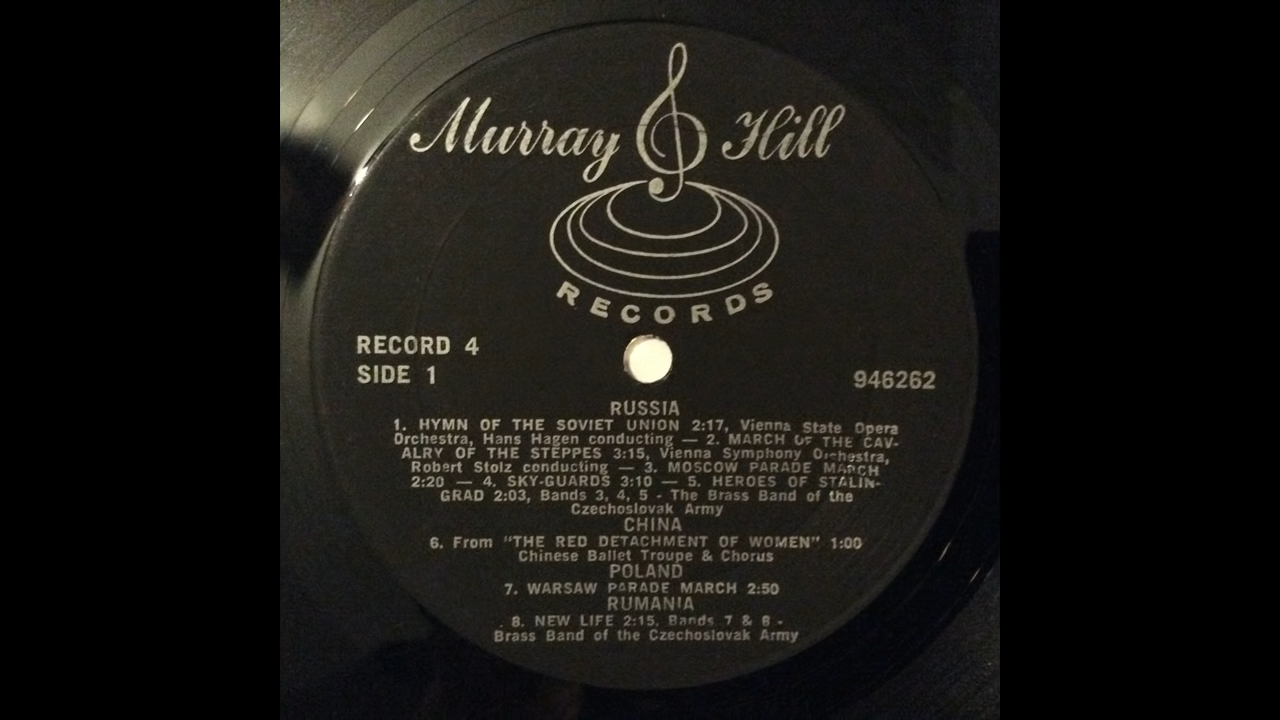 Murray Hill
RECORDS
RECORD 4
SIDE 1
946262
RUSSIA
1. HYMN OF THE SOVIET UNION 2:17, Vienna State Opera
Orchestra, Hans Hagen conducting — 2. MARCH OF THE CAV-
ALRY OF THE STEPPES 3:15, Vienna Symphony Orchestra,
Robert Stolz conducting — 3. MOSCOW PARADE MARCH
2:20 — 4. SKY-GUARDS 3:10 — 5. HEROES OF STALIN-
GRAD 2:03, Bands 3, 4, 5 - The Brass Band of the
Czechoslovak Army
CHINA
6. From "THE RED DETACHMENT OF WOMEN" 1:00
Chinese Ballet Troupe & Chorus
POLAND
7. WARSAW PARADE MARCH 2:50
RUMANIA
8. NEW LIFE 2:15, Bands 7 & 8 -
Brass Band of the Czechoslovak Army